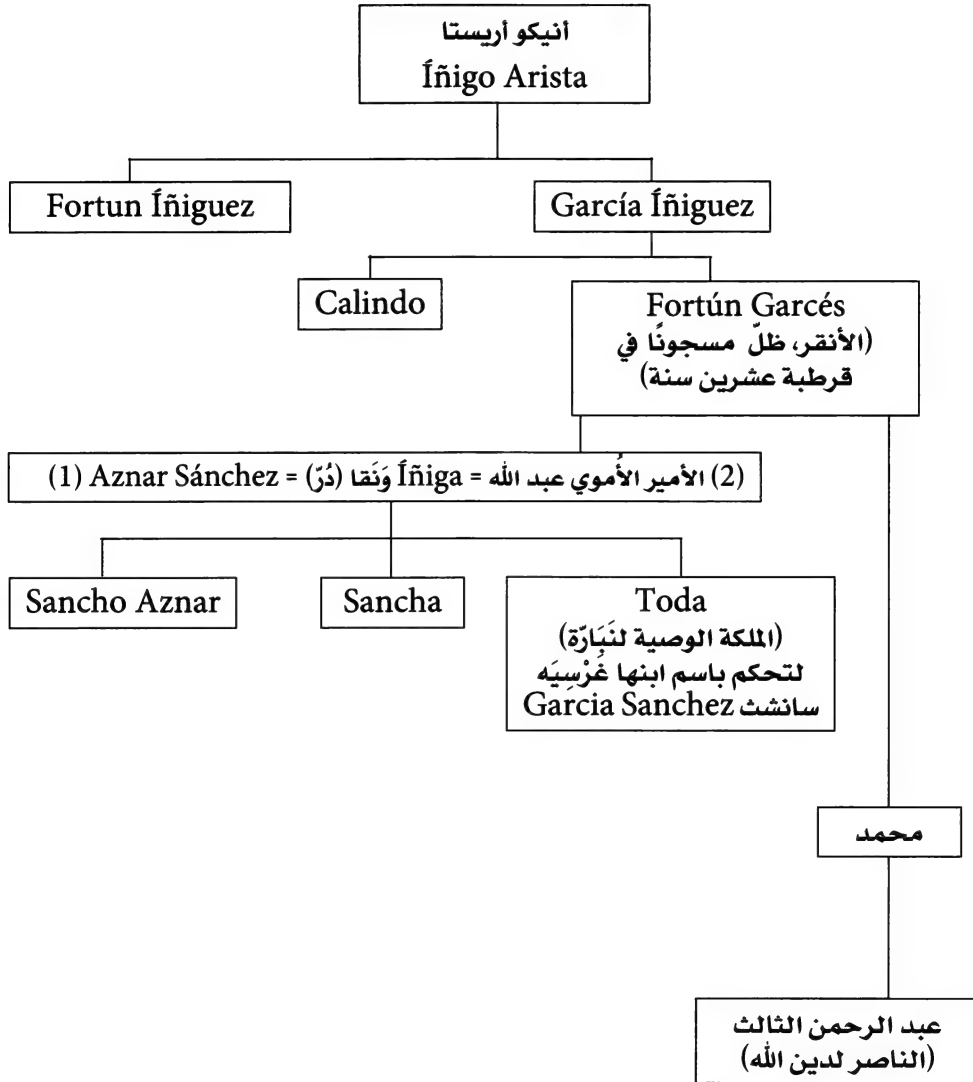 أنيكو أريستا
Íñigo Arista
Fortun Íñiguez
García Íñiguez
Calindo
Fortún Garcés
(الأنقر، ظلّ مسجونًا في
قرطبة عشرين سنة)
(1) Aznar Sánchez = (دُرّ) وَنَقا Íñiga = الأمير الأُموي عبد الله (2)
Sancho Aznar
Sancha
Toda
(الملكة الوصية لنَبَارّة)
لتحكم باسم ابنها غَرْسِيَه
سانشث Garcia Sanchez
محمد
عبد الرحمن الثالث
(الناصر لدين الله)